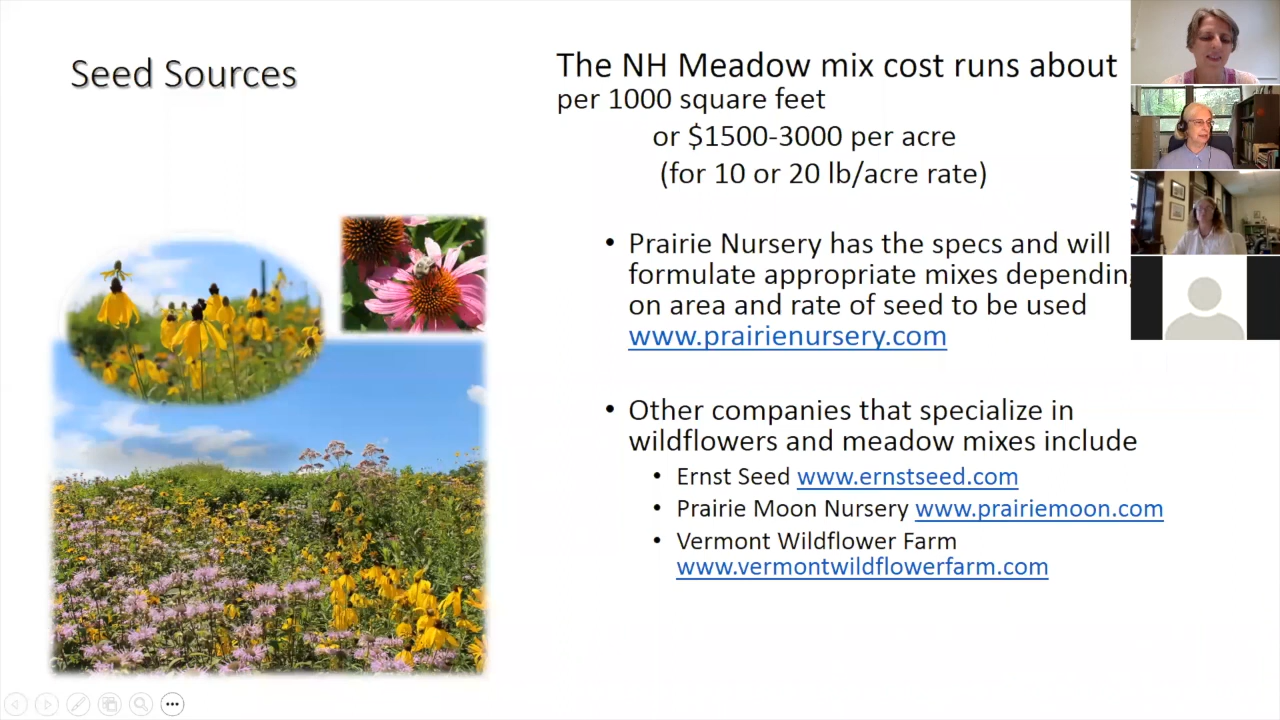 Seed Sources
The NH Meadow mix cost runs about
per 1000 square feet
or $1500-3000 per acre
(for 10 or 20 lb/acre rate)
• Prairie Nursery has the specs and will
formulate appropriate mixes
on area and rate of seed to be used
www.prairienursery.com
• Other companies that specialize in
wildflowers and meadow mixes include
• Ernst Seed www.ernstseed.com
• Prairie Moon Nursery www.prairiemoon.com
• Vermont Wildflower Farm
www.vermontwildflowerfarm.com